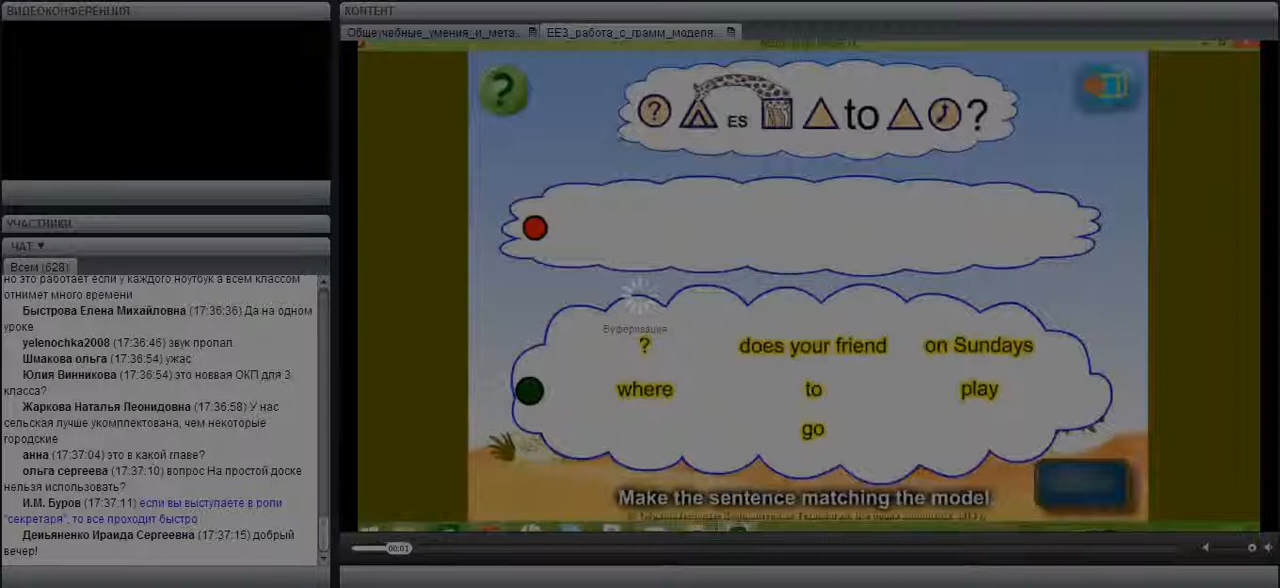 ВИДЕОКОНФЕРЕНЦИЯ
КОНТЕНТ
Общеучебные_умения_и_мета..
ЕЕ3_работа_с_грамм_моделя.
?
? ES to ?
УЧАСТНИКИ
ЧАТ ▼
Всем (628)
но это работает если у каждого ноутбук а всем классом
отнимет много времени
Быстрова Елена Михайловна (17:36:36) Да на одном
уроке
yelenochka2008 (17:36:46) звук пропал
Шмакова ольга (17:36:54) ужас
Юлия Винникова (17:36:54) это новвая ОКП для 3
класса?
Жаркова Наталья Леонидовна (17:36:58) У нас
сельская лучше укомплектована, чем некоторые
городские
анна (17:37:04) это в какой главе?
ольга сергеева (17:37:10) вопрос На простой доске
нельзя использовать?
И.М. Буров (17:37:11) если вы выступаете в роли
"секретаря", то все проходит быстро
Демьяненко Ираида Сергеевна (17:37:15) добрый
вечер!
Буферизация
? does your friend on Sundays
where to play
go
Make the sentence matching the model.
00:01